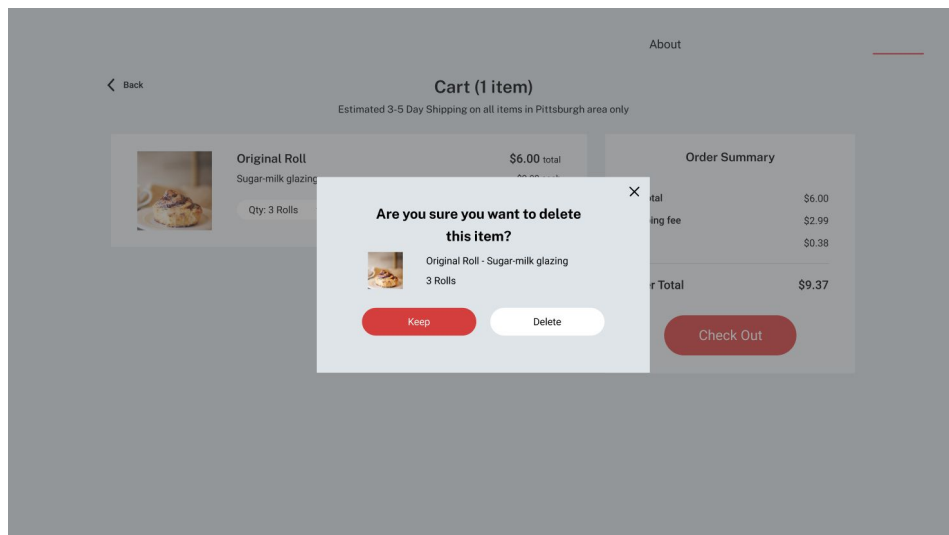 About
Back
Cart (1 item)
Estimated 3-5 Day Shipping on all items in Pittsburgh area only
Original Roll
$6.00 total
Sugar-milk glazing
Qty: 3 Rolls
Order Summary
$6.00
$2.99
$0.38
Total
$9.37
Check Out
Are you sure you want to delete
this item?
Original Roll - Sugar-milk glazing
3 Rolls
Keep
Delete